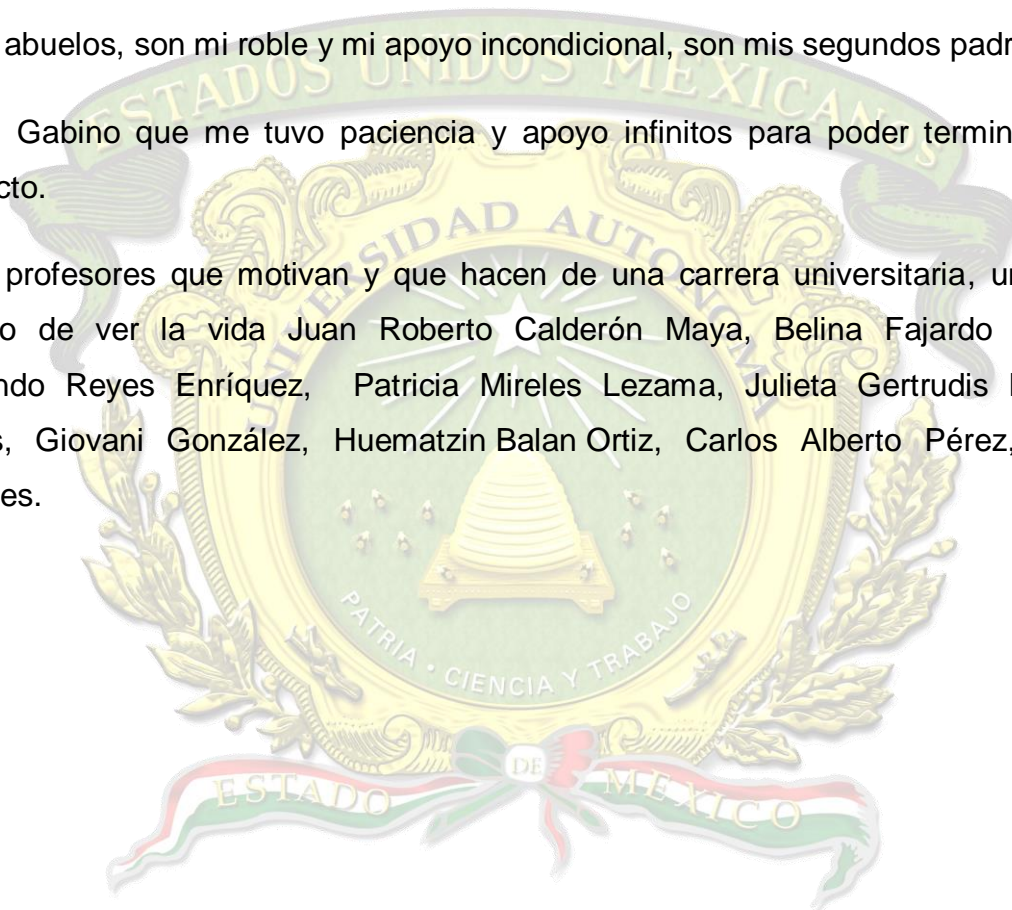 abuelos, son mi roble y mi apoyo incondicional, son mis segundos padr
Gabino que me tuvo paciencia y apoyo infinitos para poder termin
cto.
profesores que motivan y que hacen de una carrera universitaria, un
o de ver la vida Juan Roberto Calderón Maya, Belina Fajardo
ndo Reyes Enríquez, Patricia Mireles Lezama, Julieta Gertrudis
s, Giovani González, Huematzin Balan Ortiz, Carlos Alberto Pérez,
es.
ESTADOS UNIDOS MEXICANOS
UNIVERSIDAD AUTONOMA
PATRIA • CIENCIA Y TRABAJO
ESTADO DE MEXICO